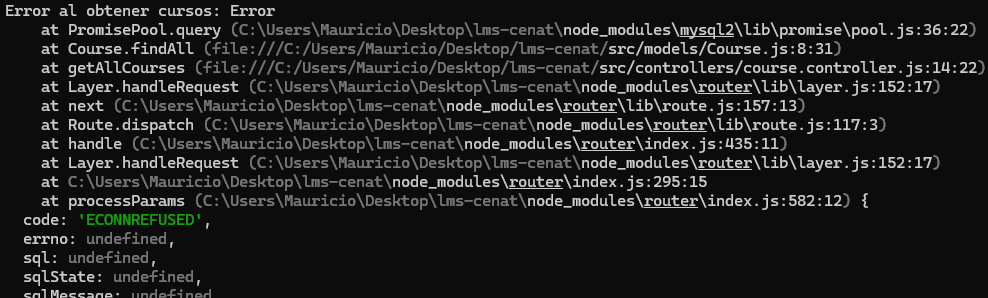 Error al obtener cursos: Error
at PromisePool.query (C:\Users\Mauricio\Desktop\lms-cenat\node_modules\mysql2\lib\promise\pool.js:36:22)
at Course.findAll (file:///C:/Users/Mauricio/Desktop/lms-cenat/src/models/Course.js:8:31)
at getAllCourses (file:///C:/Users/Mauricio/Desktop/lms-cenat/src/controllers/course.controller.js:14:22)
at Layer.handleRequest (C:\Users\Mauricio\Desktop\lms-cenat\node_modules\router\lib\layer.js:152:17)
at next (C:\Users\Mauricio\Desktop\lms-cenat\node_modules\router\lib\route.js:157:13)
at Route.dispatch (C:\Users\Mauricio\Desktop\lms-cenat\node_modules\router\lib\route.js:117:3)
at handle (C:\Users\Mauricio\Desktop\lms-cenat\node_modules\router\index.js:435:11)
at Layer.handleRequest (C:\Users\Mauricio\Desktop\lms-cenat\node_modules\router\lib\layer.js:152:17)
at C:\Users\Mauricio\Desktop\lms-cenat\node_modules\router\index.js:295:15
at processParams (C:\Users\Mauricio\Desktop\lms-cenat\node_modules\router\index.js:582:12) {
code: 'ECONNREFUSED',
errno: undefined,
sql: undefined,
sqlState: undefined,
sqlMessage: undefined